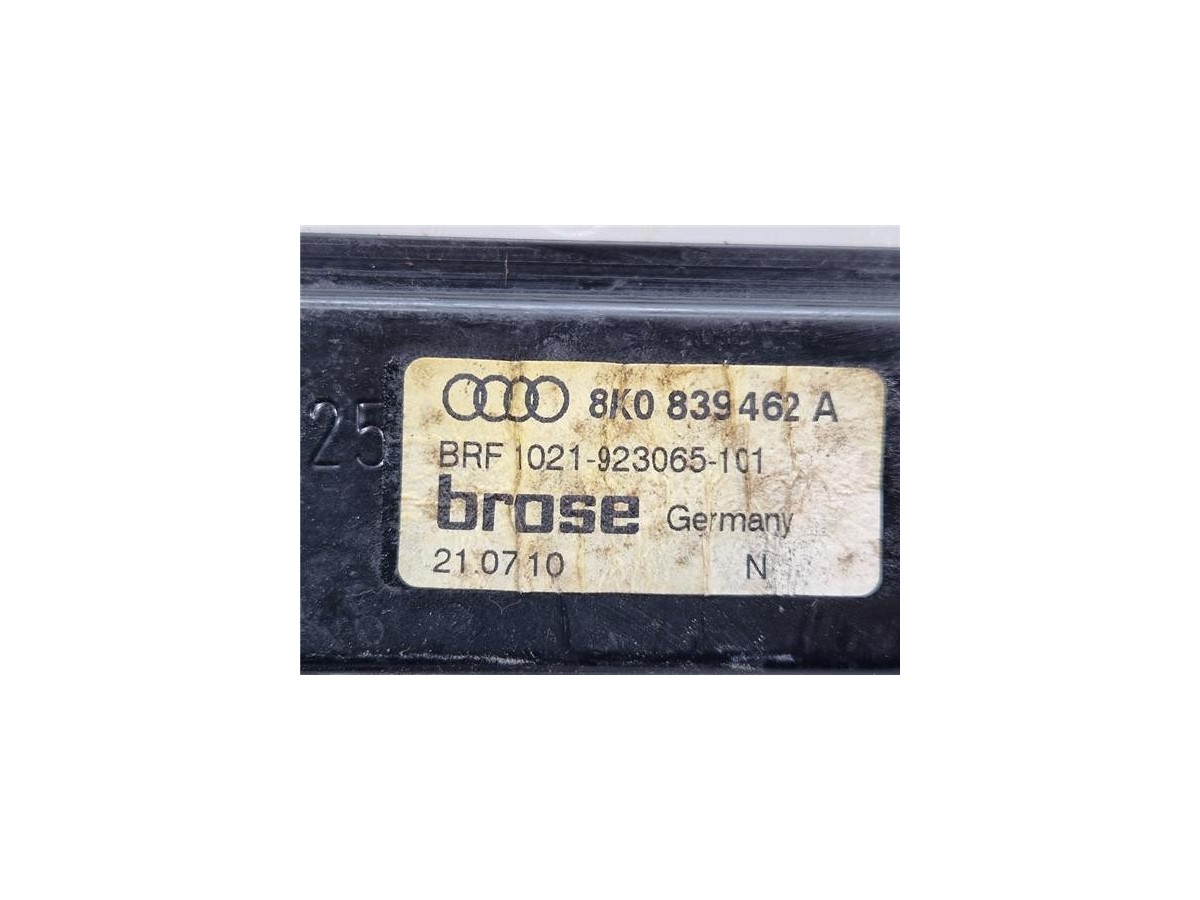 25
8K0 839 462 A
BRF 1021-923065-101
brose Germany
21.07.10 N